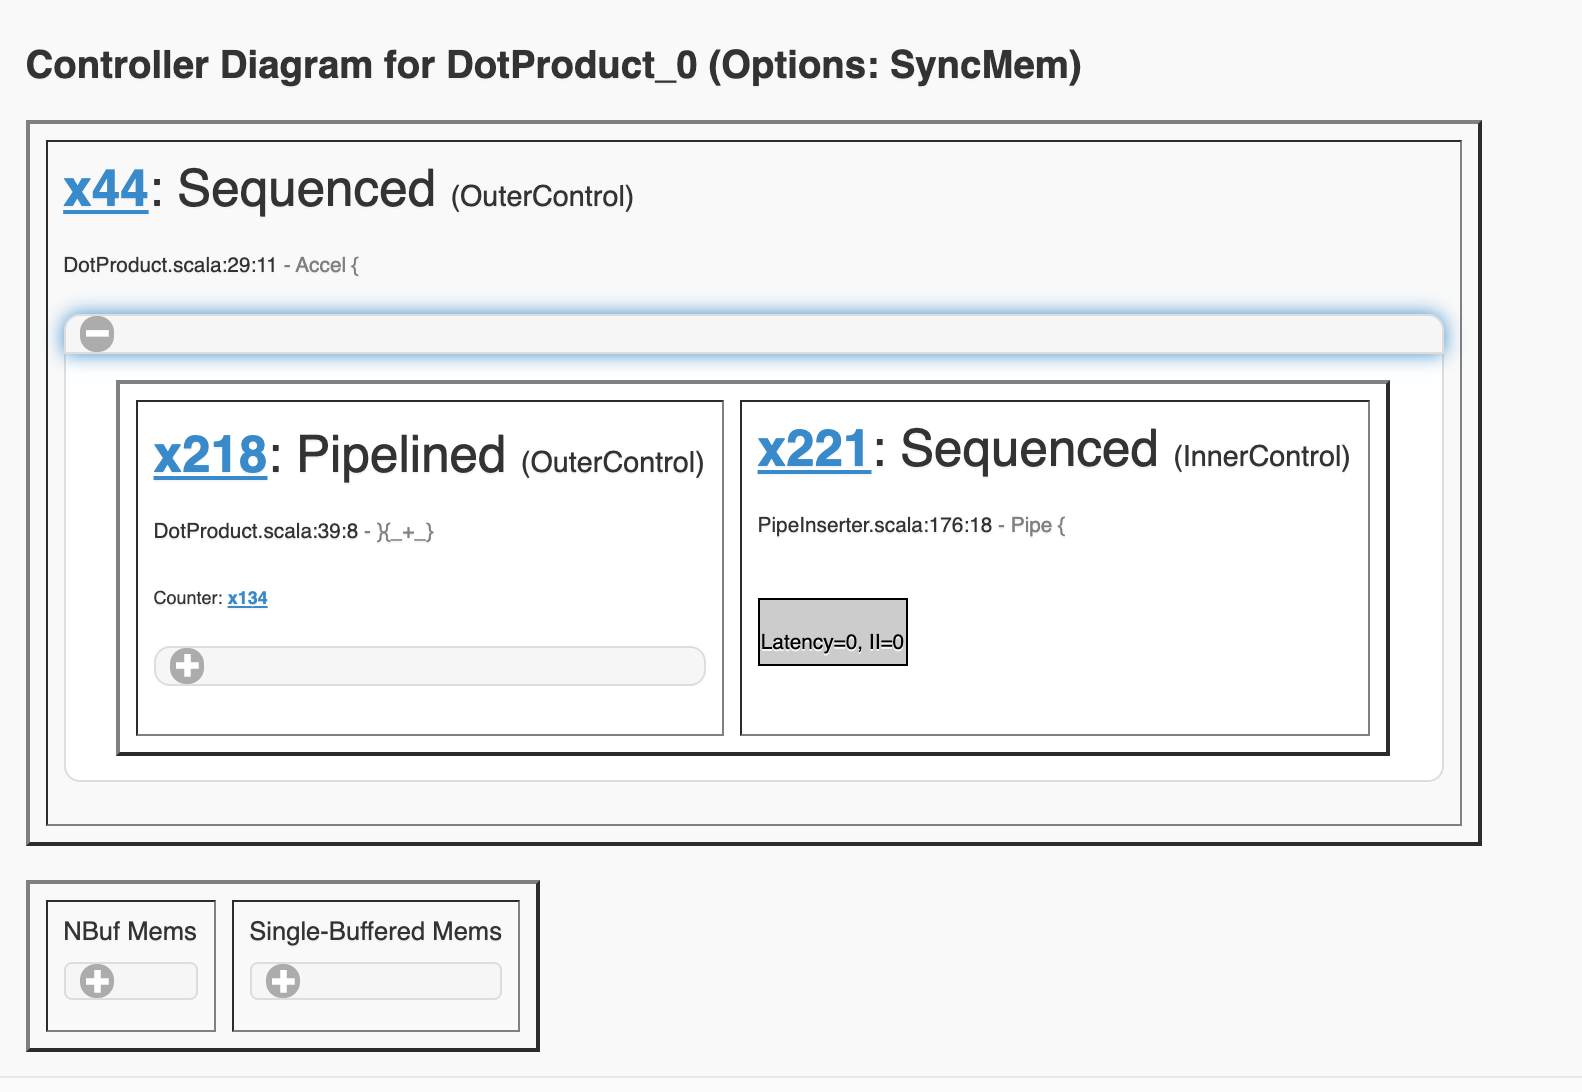 Controller Diagram for DotProduct_0 (Options: SyncMem)
x44: Sequenced (OuterControl)
DotProduct.scala:29:11 - Accel {
x218: Pipelined (OuterControl)
DotProduct.scala:39:8 - }{_+_}
Counter: x134
x221: Sequenced (InnerControl)
PipeInserter.scala:176:18 - Pipe {
Latency=0, II=0
NBuf Mems
Single-Buffered Mems